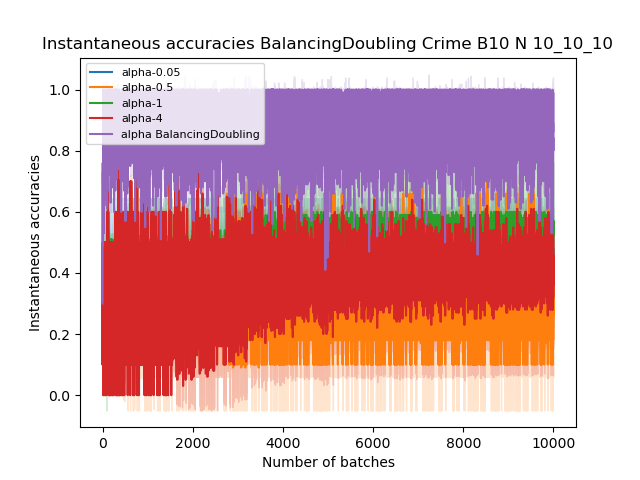 Instantaneous accuracies BalancingDoubling Crime B10 N 10_10_10
alpha-0.05
alpha-0.5
alpha-1
alpha-4
alpha BalancingDoubling
1.0
0.8
0.6
0.4
0.2
0.0
Instantaneous accuracies
0 2000 4000 6000 8000 10000
Number of batches